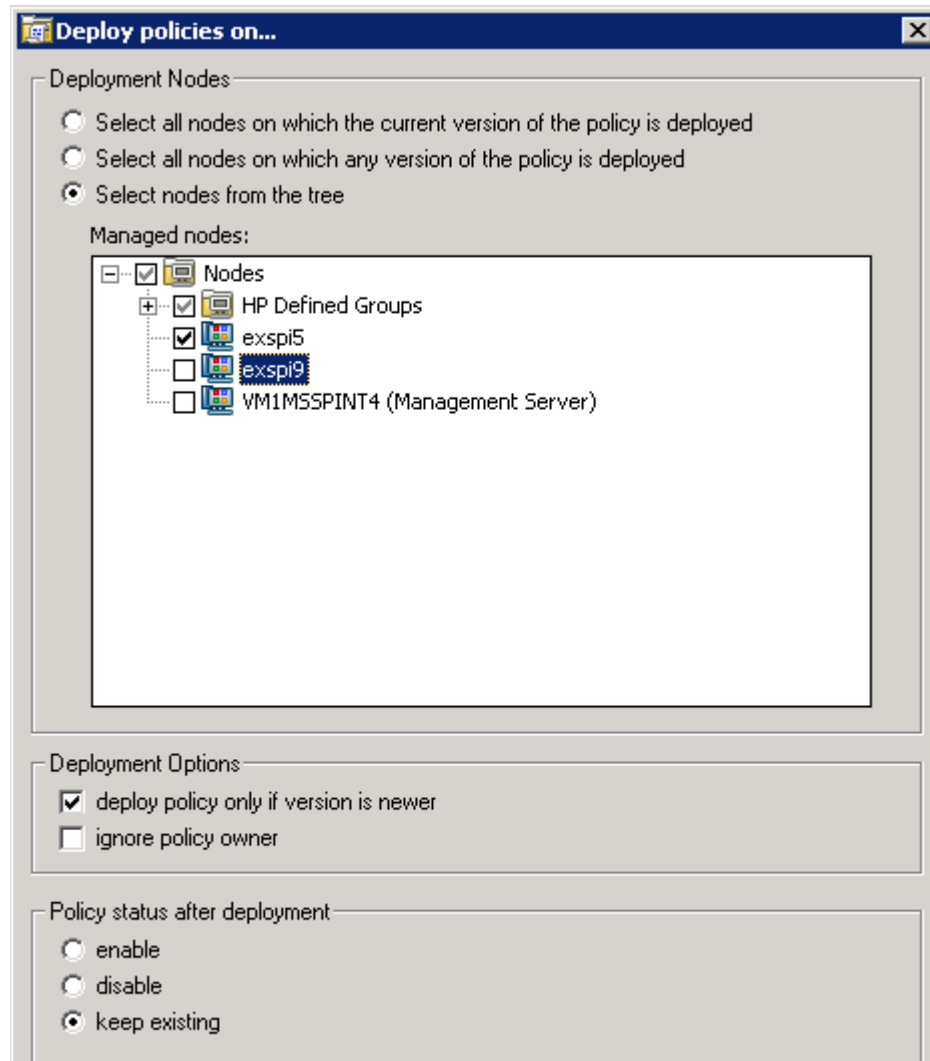 Deploy policies on...
Deployment Nodes
Select all nodes on which the current version of the policy is deployed
Select all nodes on which any version of the policy is deployed
Select nodes from the tree
Managed nodes:
Nodes
HP Defined Groups
exspi5
exspi9
VM1MSSPINT4 (Management Server)
Deployment Options
deploy policy only if version is newer
ignore policy owner
Policy status after deployment
enable
disable
keep existing